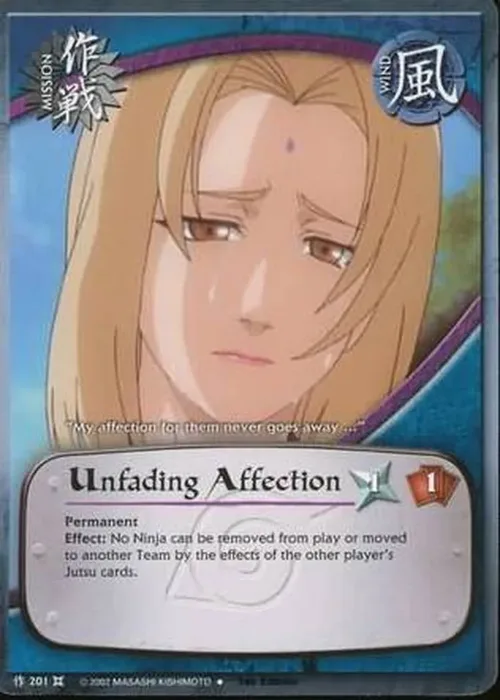 MISSION
作戦
WIND
風
"My affection for them never goes away ..."
Unfading Affection 1 1
Permanent
Effect: No Ninja can be removed from play or moved
to another Team by the effects of the other player's
Jutsu cards.
作 201 © 2002 MASASHI KISHIMOTO